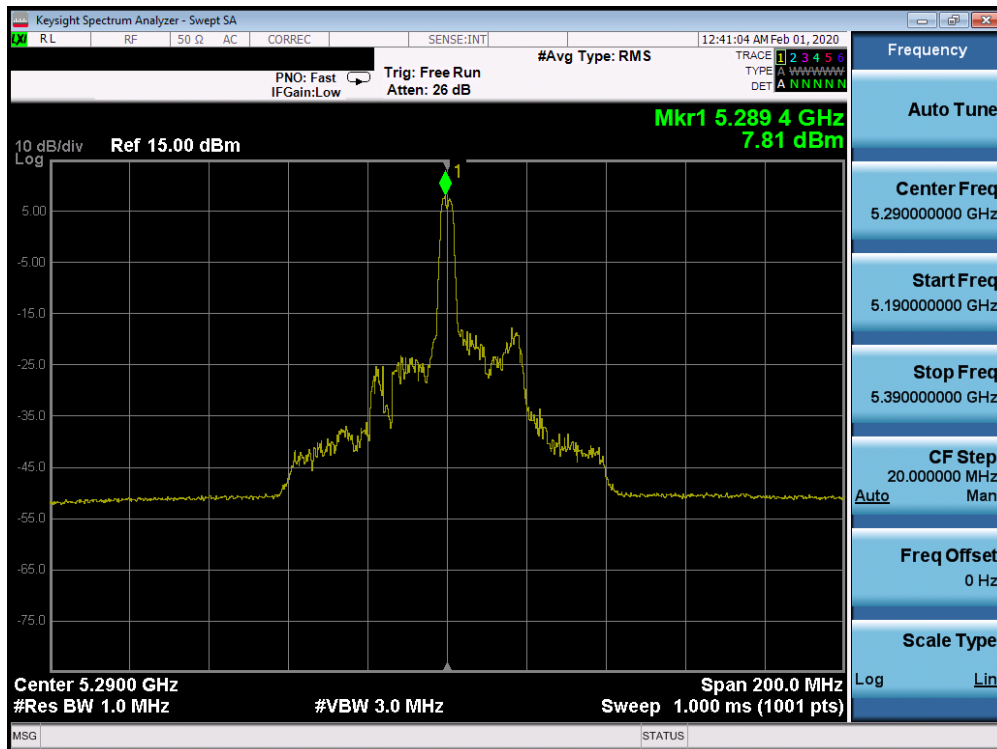 Keysight Spectrum Analyzer - Swept SA
LXI RL RF 50 Ω AC CORREC SENSE:INT 12:41:04 AM Feb 01, 2020
#Avg Type: RMS
TRACE 1 2 3 4 5 6
TYPE A WWWWW
DET A N N N N N
PNO: Fast
IFGain:Low
Trig: Free Run
Atten: 26 dB
Mkr1 5.289 4 GHz
7.81 dBm
10 dB/div
Log
Ref 15.00 dBm
1
5.00
-5.00
-15.0
-25.0
-35.0
-45.0
-55.0
-65.0
-75.0
Center 5.2900 GHz
Span 200.0 MHz
#Res BW 1.0 MHz
#VBW 3.0 MHz
Sweep 1.000 ms (1001 pts)
MSG
STATUS
Frequency
Auto Tune
Center Freq
5.290000000 GHz
Start Freq
5.190000000 GHz
Stop Freq
5.390000000 GHz
CF Step
20.000000 MHz
Auto Man
Freq Offset
0 Hz
Scale Type
Log Lin